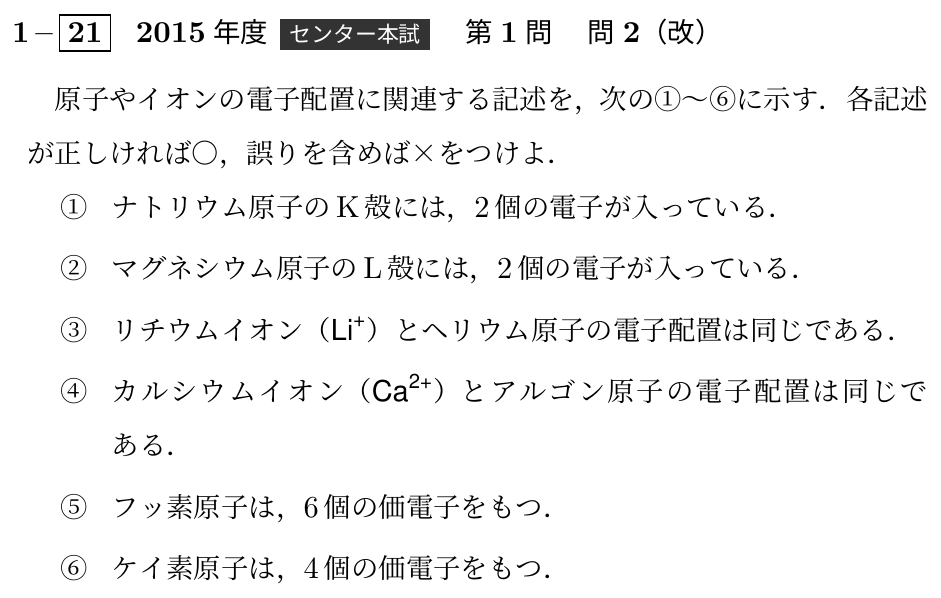 1－21　2015 年度　センター本試　第 1 問　問 2（改）
原子やイオンの電子配置に関連する記述を，次の①〜⑥に示す．各記述
が正しければ○，誤りを含めば×をつけよ．
①　ナトリウム原子の K 殻には，2 個の電子が入っている．
②　マグネシウム原子の L 殻には，2 個の電子が入っている．
③　リチウムイオン（Li⁺）とヘリウム原子の電子配置は同じである．
④　カルシウムイオン（Ca²⁺）とアルゴン原子の電子配置は同じで
ある．
⑤　フッ素原子は，6 個の価電子をもつ．
⑥　ケイ素原子は，4 個の価電子をもつ．